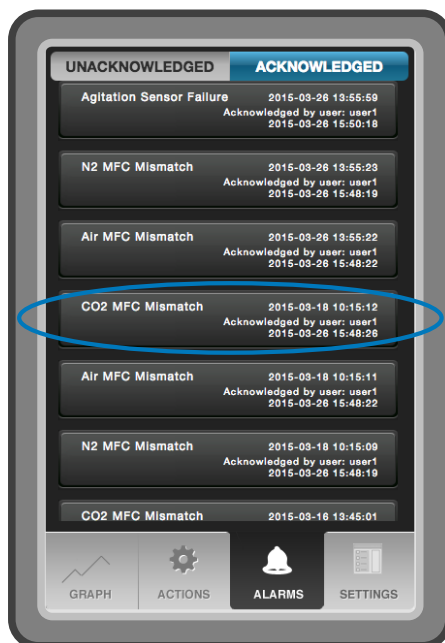 UNACKNOWLEDGED ACKNOWLEDGED
Agitation Sensor Failure 2015-03-26 13:55:59
Acknowledged by user: user1
2015-03-26 15:50:18
N2 MFC Mismatch 2015-03-26 13:55:23
Acknowledged by user: user1
2015-03-26 15:48:19
Air MFC Mismatch 2015-03-26 13:55:22
Acknowledged by user: user1
2015-03-26 15:48:22
CO2 MFC Mismatch 2015-03-18 10:15:12
Acknowledged by user: user1
2015-03-26 15:48:26
Air MFC Mismatch 2015-03-18 10:15:11
Acknowledged by user: user1
2015-03-26 15:48:22
N2 MFC Mismatch 2015-03-18 10:15:09
Acknowledged by user: user1
2015-03-26 15:48:19
CO2 MFC Mismatch 2015-03-16 13:45:01
GRAPH ACTIONS ALARMS SETTINGS